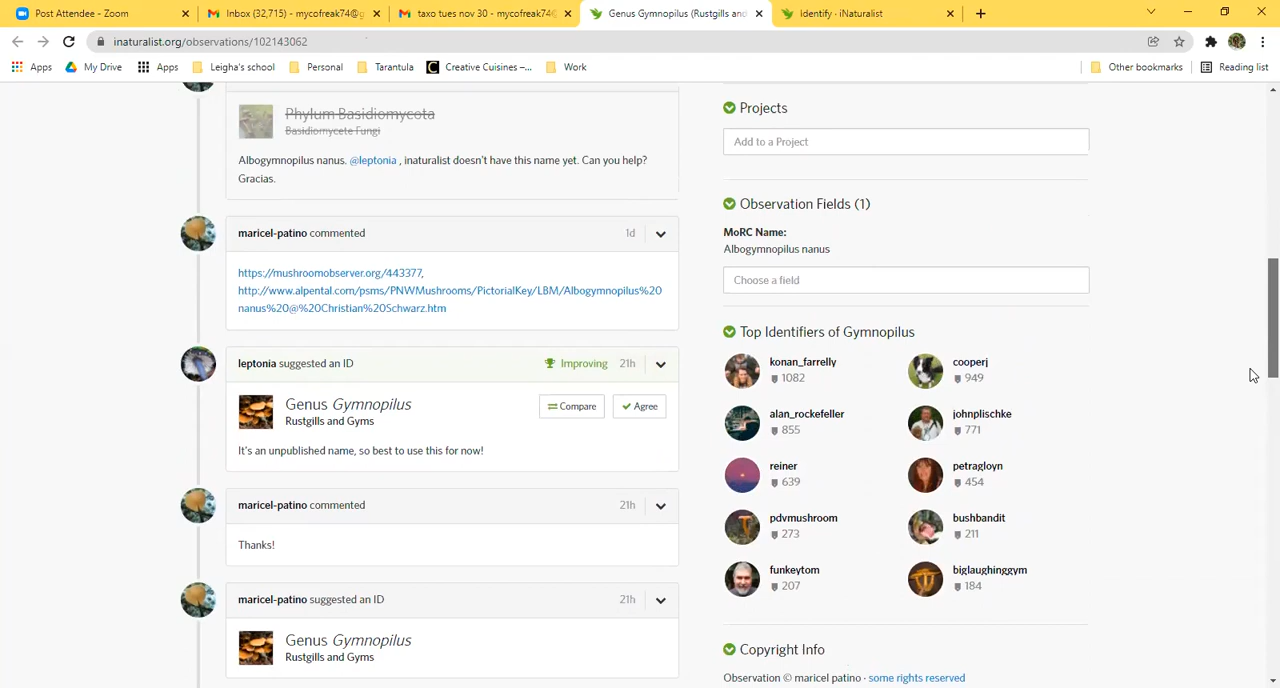 Post Attendee - Zoom
Inbox (32,715) - mycofreak74@g
taxo tues nov 30 - mycofreak74@
Genus Gymnopilus (Rustgills and
Identify · iNaturalist
inaturalist.org/observations/102143062
Apps
My Drive
Apps
Leigha's school
Personal
Tarantula
Creative Cuisines –...
Work
Other bookmarks
Reading list
Phylum Basidiomycota
Basidiomycete Fungi
Albogymnopilus nanus. @leptonia , inaturalist doesn't have this name yet. Can you help?
Gracias.
maricel-patino commented 1d
https://mushroomobserver.org/443377,
http://www.alpental.com/psms/PNWMushrooms/PictorialKey/LBM/Albogymnopilus%20
nanus%20@%20Christian%20Schwarz.htm
leptonia suggested an ID Improving 21h
Genus Gymnopilus
Rustgills and Gyms
Compare
Agree
It's an unpublished name, so best to use this for now!
maricel-patino commented 21h
Thanks!
maricel-patino suggested an ID 21h
Genus Gymnopilus
Rustgills and Gyms
Projects
Add to a Project
Observation Fields (1)
MoRC Name:
Albogymnopilus nanus
Choose a field
Top Identifiers of Gymnopilus
konan_farrelly
1082
cooperj
949
alan_rockefeller
855
johnplischke
771
reiner
639
petragloyn
454
pdvmushroom
273
bushbandit
211
funkeytom
207
biglaughinggym
184
Copyright Info
Observation © maricel patino · some rights reserved